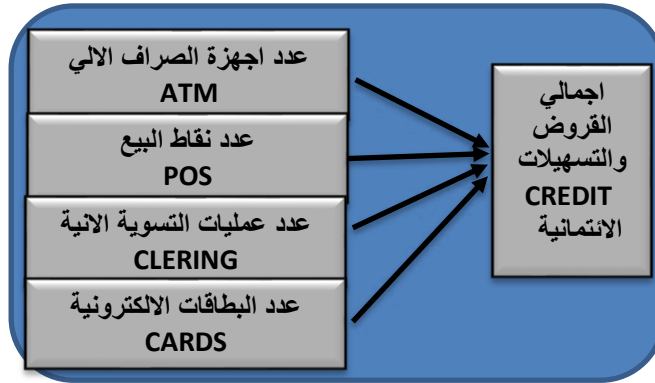 عدد اجهزة الصراف الالي
ATM
عدد نقاط البيع
POS
عدد عمليات التسوية الانية
CLERING
عدد البطاقات الالكترونية
CARDS
اجمالي
القروض
والتسهيلات
CREDIT
الائتمانية